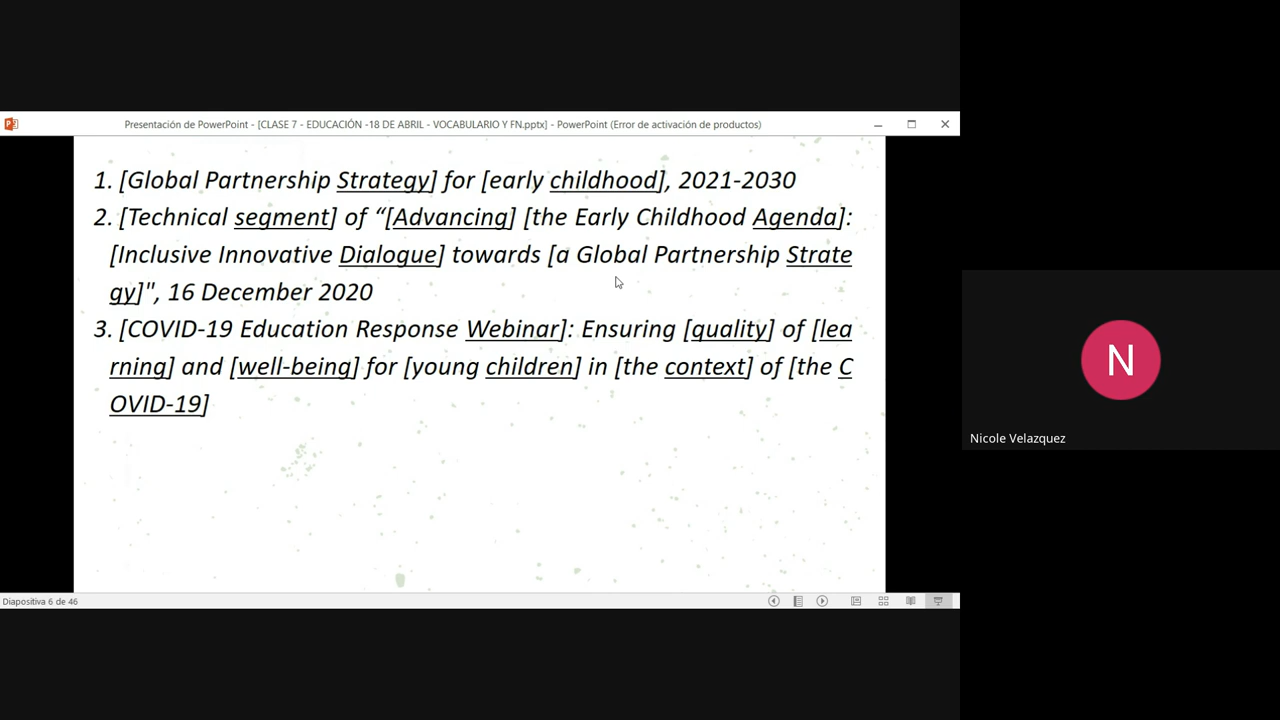 Presentación de PowerPoint - [CLASE 7 - EDUCACIÓN -18 DE ABRIL - VOCABULARIO Y FN.pptx] - PowerPoint (Error de activación de productos)
1. [Global Partnership Strategy] for [early childhood], 2021-2030
2. [Technical segment] of “[Advancing] [the Early Childhood Agenda]:
[Inclusive Innovative Dialogue] towards [a Global Partnership Strate
gy]", 16 December 2020
3. [COVID-19 Education Response Webinar]: Ensuring [quality] of [lea
rning] and [well-being] for [young children] in [the context] of [the C
OVID-19]
Diapositiva 6 de 46
N
Nicole Velazquez